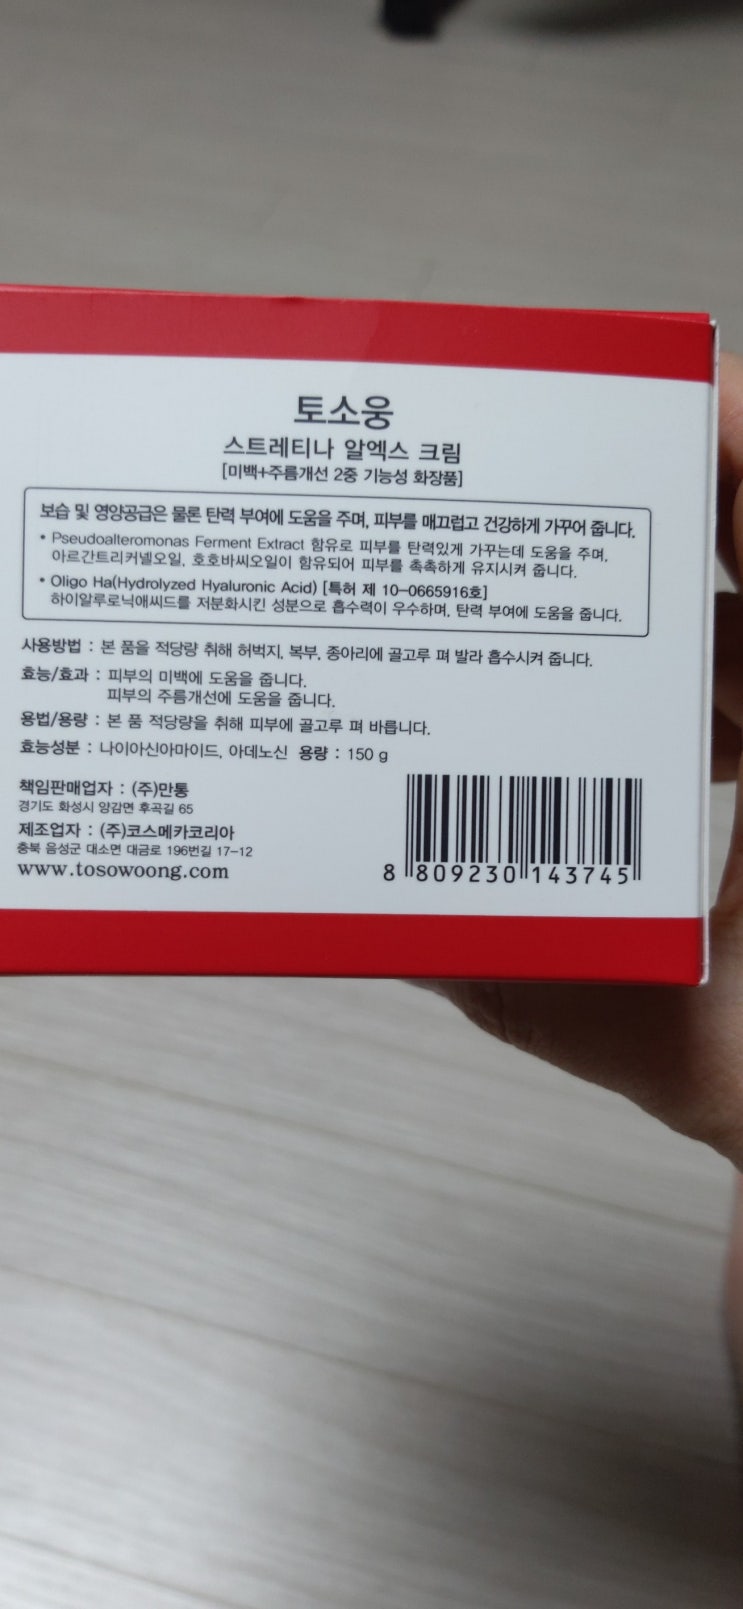 토소웅
스트레티나 알엑스 크림
[미백+주름개선 2중 기능성 화장품]
보습 및 영양공급은 물론 탄력 부여에 도움을 주며, 피부를 매끄럽고 건강하게 가꾸어 줍니다.
• Pseudoalteromonas Ferment Extract 함유로 피부를 탄력있게 가꾸는데 도움을 주며,
아르간트리커넬오일, 호호바씨오일이 함유되어 피부를 촉촉하게 유지시켜 줍니다.
• Oligo Ha(Hydrolyzed Hyaluronic Acid) [특허 제 10-0665916호]
하이알루로닉애씨드를 저분화시킨 성분으로 흡수력이 우수하며, 탄력 부여에 도움을 줍니다.
사용방법 : 본 품을 적당량 취해 허벅지, 복부, 종아리에 골고루 펴 발라 흡수시켜 줍니다.
효능/효과 : 피부의 미백에 도움을 줍니다.
피부의 주름개선에 도움을 줍니다.
용법/용량 : 본 품 적당량을 취해 피부에 골고루 펴 바릅니다.
효능성분 : 나이아신아마이드, 아데노신 용량 : 150 g
책임판매업자 : (주)만통
경기도 화성시 양감면 후곡길 65
제조업자 : (주)코스메카코리아
충북 음성군 대소면 대금로 196번길 17-12
www.tosowoong.com
8 809230 143745